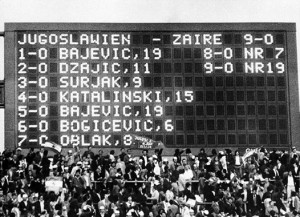 JUGOSLAWIEN - ZAIRE 9-0
1-0 BAJEVIC,19 8-0 NR 7
2-0 DZAJIC,11 9-0 NR19
3-0 SURJAK,9
4-0 KATALINSKI,15
5-0 BAJEVIC,19
6-0 BOGICEVIC,6
7-0 OBLAK,8